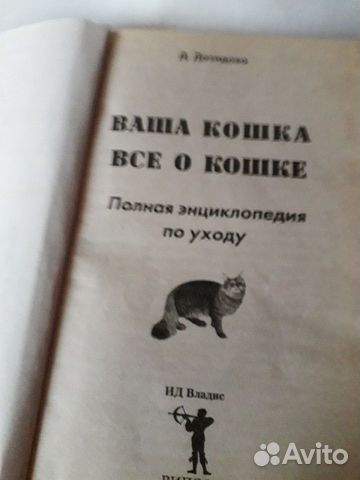 ВАША КОШКА
ВСЕ О КОШКЕ
Полная энциклопедия
по уходу
ИД Владис
Avito